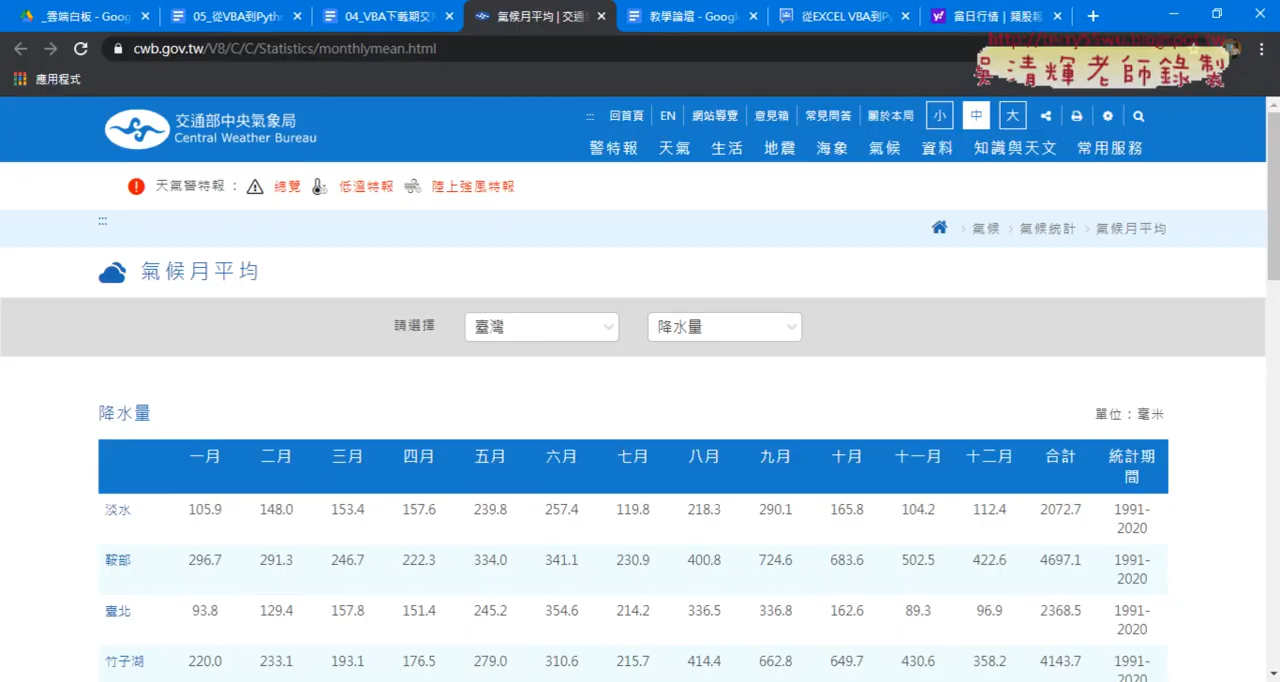 _雲端白板 - Goog
05_從VBA到Pyth
04_VBA下載期交
氣候月平均 | 交通
教學論壇 - Google
從EXCEL VBA到P
當日行情 | 類股報
cwb.gov.tw/V8/C/C/Statistics/monthlymean.html
http://terry55wu.blogspot.tw
吳清輝老師錄製
應用程式
交通部中央氣象局
Central Weather Bureau
::: 回首頁 EN 網站導覽 意見箱 常見問答 關於本局 小 中 大
警特報 天氣 生活 地震 海象 氣候 資料 知識與天文 常用服務
天氣警特報： 總覽 低溫特報 陸上強風特報
:::
氣候 > 氣候統計 > 氣候月平均
氣候月平均
請選擇 臺灣 降水量
降水量 單位：毫米
一月 二月 三月 四月 五月 六月 七月 八月 九月 十月 十一月 十二月 合計 統計期間
淡水 105.9 148.0 153.4 157.6 239.8 257.4 119.8 218.3 290.1 165.8 104.2 112.4 2072.7 1991-2020
鞍部 296.7 291.3 246.7 222.3 334.0 341.1 230.9 400.8 724.6 683.6 502.5 422.6 4697.1 1991-2020
臺北 93.8 129.4 157.8 151.4 245.2 354.6 214.2 336.5 336.8 162.6 89.3 96.9 2368.5 1991-2020
竹子湖 220.0 233.1 193.1 176.5 279.0 310.6 215.7 414.4 662.8 649.7 430.6 358.2 4143.7 1991-2020